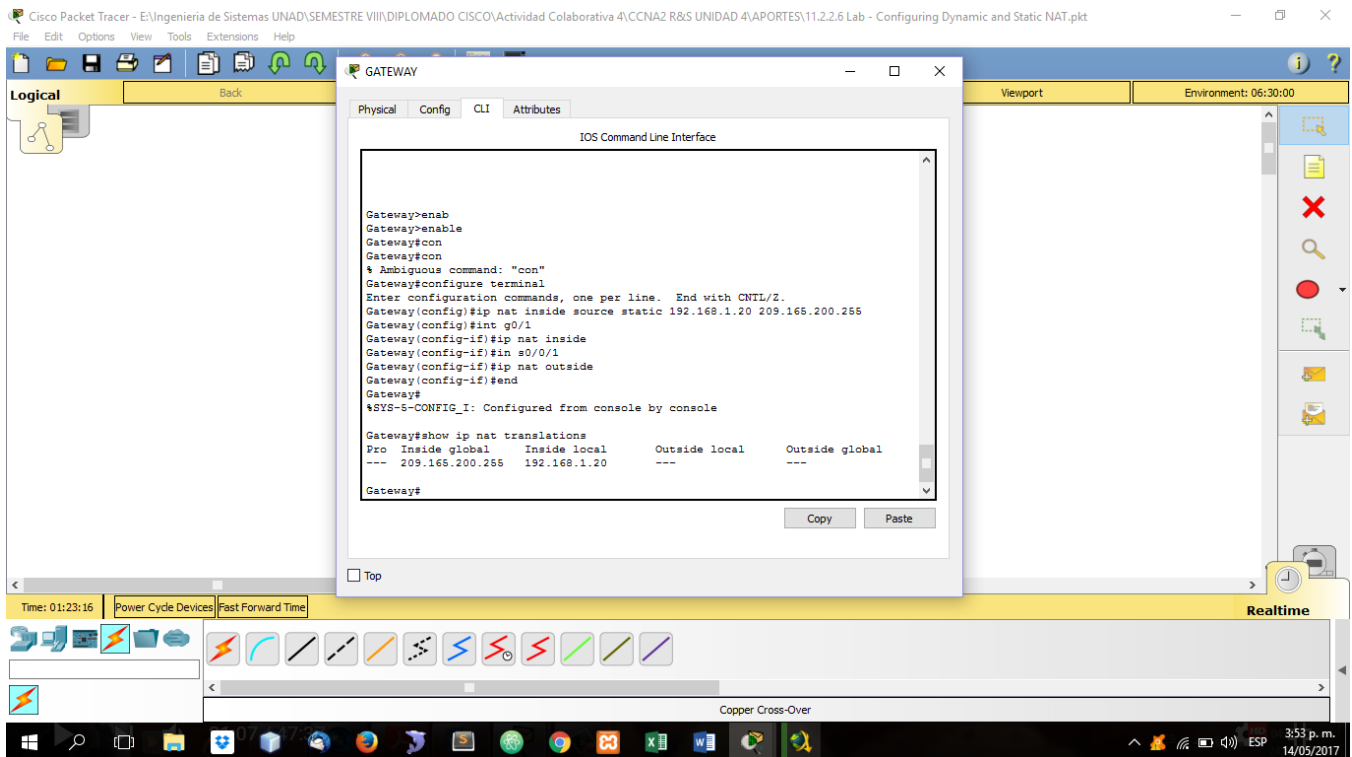 Cisco Packet Tracer - E:\Ingenieria de Sistemas UNAD\SEMESTRE VIII\DIPLOMADO CISCO\Actividad Colaborativa 4\CCNA2 R&S UNIDAD 4\APORTES\11.2.2.6 Lab - Configuring Dynamic and Static NAT.pkt
File Edit Options View Tools Extensions Help
GATEWAY
Logical
Back
Viewport
Environment: 06:30:00
Physical Config CLI Attributes
IOS Command Line Interface
Gateway>enab
Gateway>enable
Gateway#con
Gateway#con
% Ambiguous command: "con"
Gateway#configure terminal
Enter configuration commands, one per line. End with CNTL/Z.
Gateway(config)#ip nat inside source static 192.168.1.20 209.165.200.255
Gateway(config)#int g0/1
Gateway(config-if)#ip nat inside
Gateway(config-if)#in s0/0/1
Gateway(config-if)#ip nat outside
Gateway(config-if)#end
Gateway#
%SYS-5-CONFIG_I: Configured from console by console
Gateway#show ip nat translations
Pro Inside global Inside local Outside local Outside global
--- 209.165.200.255 192.168.1.20 --- ---
Gateway#
Copy Paste
Top
Time: 01:23:16 Power Cycle Devices Fast Forward Time
Realtime
Copper Cross-Over
ESP
3:53 p. m.
14/05/2017